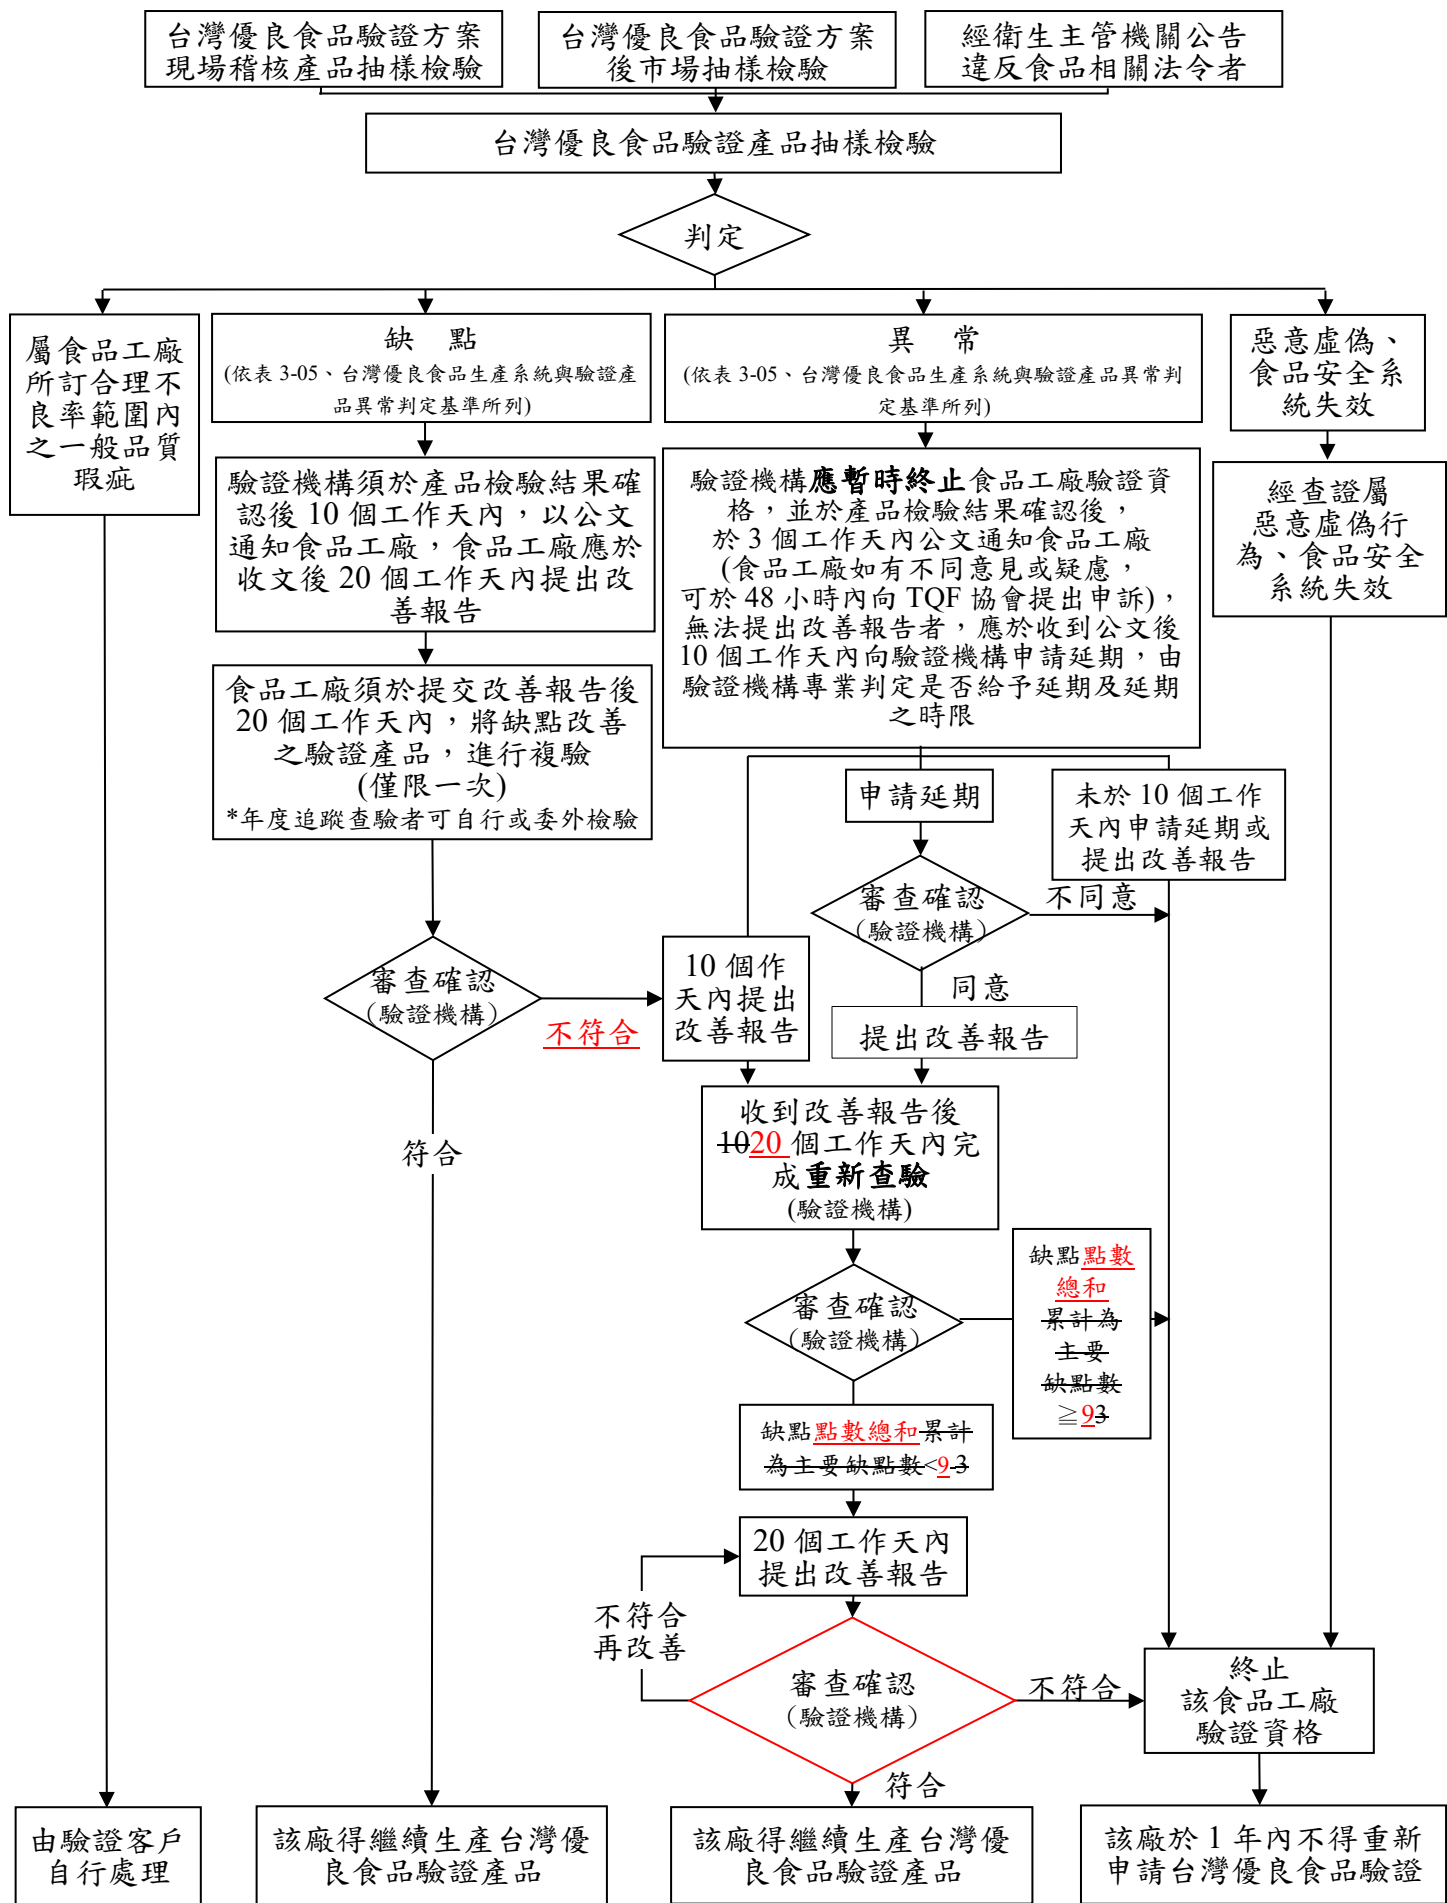 台灣優良食品驗證方案
現場稽核產品抽樣檢驗
台灣優良食品驗證方案
後市場抽樣檢驗
經衛生主管機關公告
違反食品相關法令者
台灣優良食品驗證產品抽樣檢驗
判定
屬食品工廠
所訂合理不
良率範圍內
之一般品質
瑕疵
缺 點
(依表 3-05、台灣優良食品生產系統與驗證產
品異常判定基準所列)
異 常
(依表 3-05、台灣優良食品生產系統與驗證產品異常判
定基準所列)
惡意虛偽、
食品安全系
統失效
驗證機構須於產品檢驗結果確
認後 10 個工作天內，以公文
通知食品工廠，食品工廠應於
收文後 20 個工作天內提出改
善報告
驗證機構應暫時終止食品工廠驗證資
格，並於產品檢驗結果確認後，
於 3 個工作天內公文通知食品工廠
(食品工廠如有不同意見或疑慮，
可於 48 小時內向 TQF 協會提出申訴)，
無法提出改善報告者，應於收到公文後
10 個工作天內向驗證機構申請延期，由
驗證機構專業判定是否給予延期及延期
之時限
經查證屬
惡意虛偽行
為、食品安全
系統失效
食品工廠須於提交改善報告後
20 個工作天內，將缺點改善
之驗證產品，進行複驗
(僅限一次)
*年度追蹤查驗者可自行或委外檢驗
申請延期
未於 10 個工作
天內申請延期或
提出改善報告
審查確認
（驗證機構）
不同意
審查確認
（驗證機構）
不符合
10 個作
天內提出
改善報告
同意
提出改善報告
符合
收到改善報告後
1020 個工作天內完
成重新查驗
(驗證機構)
審查確認
（驗證機構）
缺點點數
總和
累計為
主要
缺點數
≧93
缺點點數總和累計
為主要缺點數<9 3
20 個工作天內
提出改善報告
不符合
再改善
審查確認
（驗證機構）
不符合
終止
該食品工廠
驗證資格
符合
由驗證客戶
自行處理
該廠得繼續生產台灣優
良食品驗證產品
該廠得繼續生產台灣優
良食品驗證產品
該廠於 1 年內不得重新
申請台灣優良食品驗證